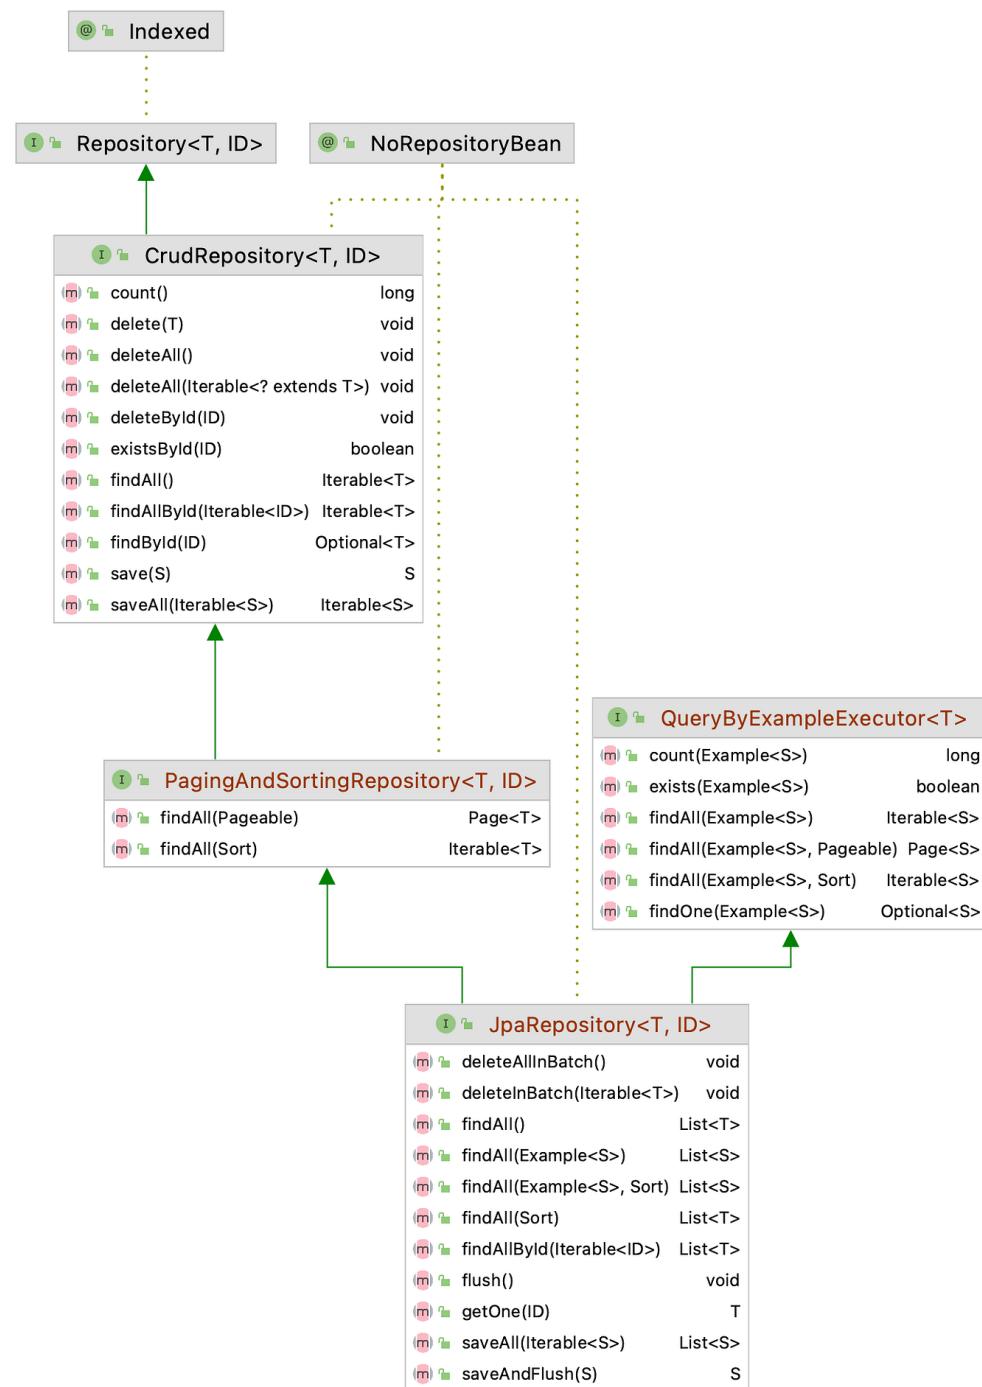 @ Indexed
I Repository<T, ID>
@ NoRepositoryBean
I CrudRepository<T, ID>
m count() long
m delete(T) void
m deleteAll() void
m deleteAll(Iterable<? extends T>) void
m deleteById(ID) void
m existsById(ID) boolean
m findAll() Iterable<T>
m findAllById(Iterable<ID>) Iterable<T>
m findById(ID) Optional<T>
m save(S) S
m saveAll(Iterable<S>) Iterable<S>
I PagingAndSortingRepository<T, ID>
m findAll(Pageable) Page<T>
m findAll(Sort) Iterable<T>
I QueryByExampleExecutor<T>
m count(Example<S>) long
m exists(Example<S>) boolean
m findAll(Example<S>) Iterable<S>
m findAll(Example<S>, Pageable) Page<S>
m findAll(Example<S>, Sort) Iterable<S>
m findOne(Example<S>) Optional<S>
I JpaRepository<T, ID>
m deleteAllInBatch() void
m deleteInBatch(Iterable<T>) void
m findAll() List<T>
m findAll(Example<S>) List<S>
m findAll(Example<S>, Sort) List<S>
m findAll(Sort) List<T>
m findAllById(Iterable<ID>) List<T>
m flush() void
m getOne(ID) T
m saveAll(Iterable<S>) List<S>
m saveAndFlush(S) S